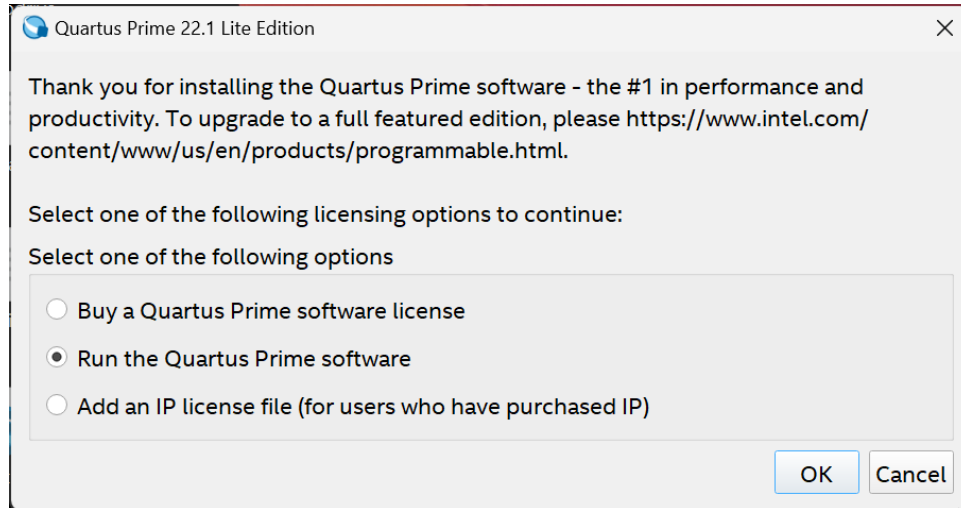 Quartus Prime 22.1 Lite Edition
Thank you for installing the Quartus Prime software - the #1 in performance and
productivity. To upgrade to a full featured edition, please https://www.intel.com/
content/www/us/en/products/programmable.html.
Select one of the following licensing options to continue:
Select one of the following options
Buy a Quartus Prime software license
Run the Quartus Prime software
Add an IP license file (for users who have purchased IP)
OK Cancel